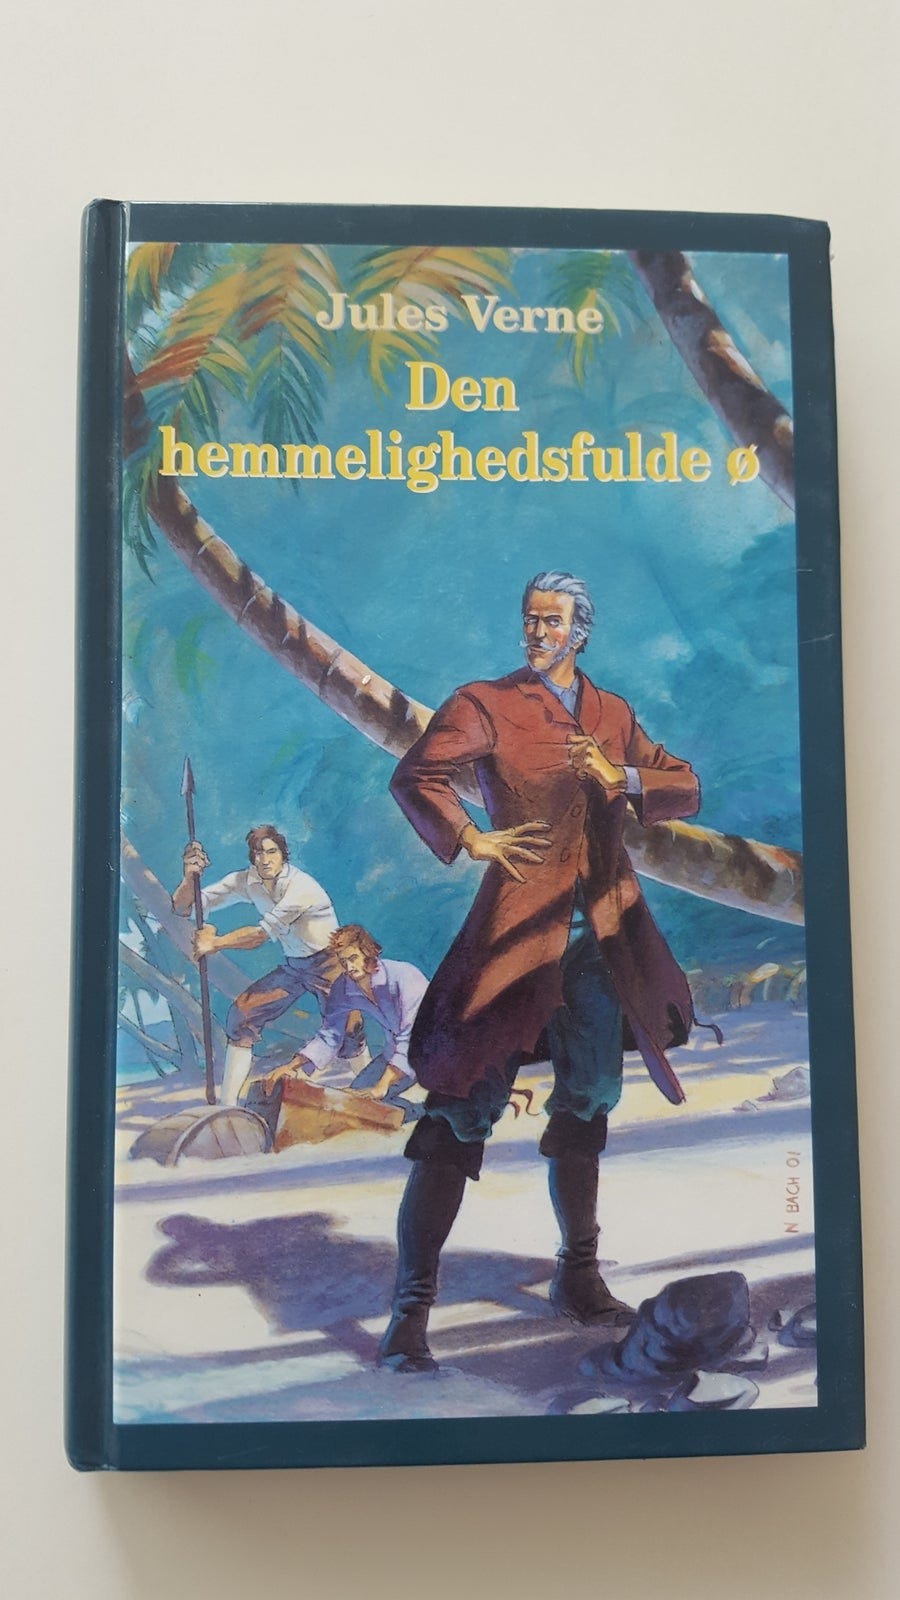 Jules Verne
Den
hemmelighedsfulde ø
N BACH 01